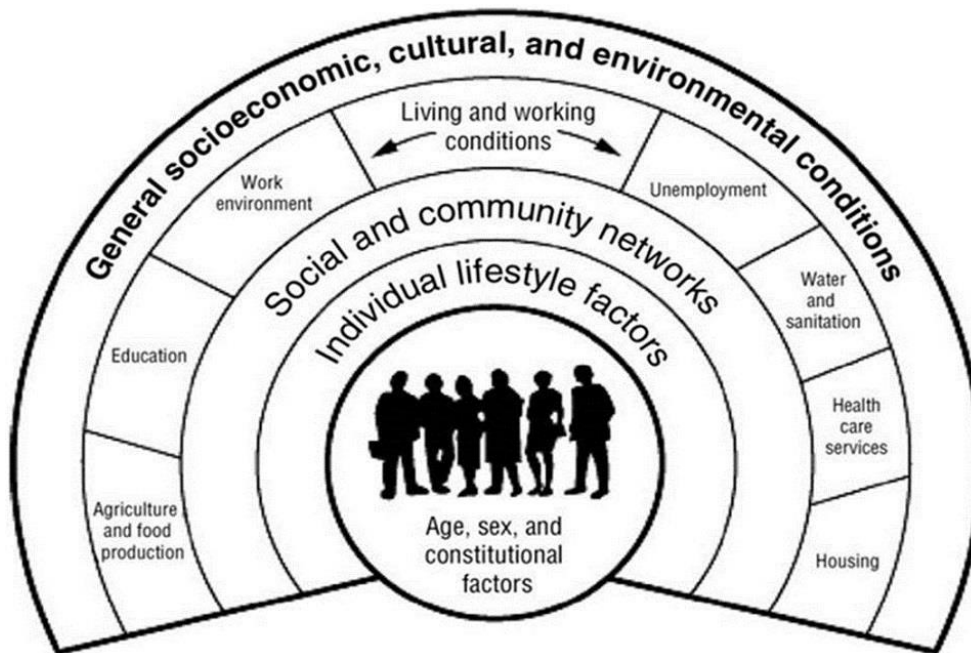 General socioeconomic, cultural, and environmental conditions
Living and working
conditions
Work
environment
Unemployment
Education
Water
and
sanitation
Agriculture
and food
production
Health
care
services
Housing
Social and community networks
Individual lifestyle factors
Age, sex, and
constitutional
factors